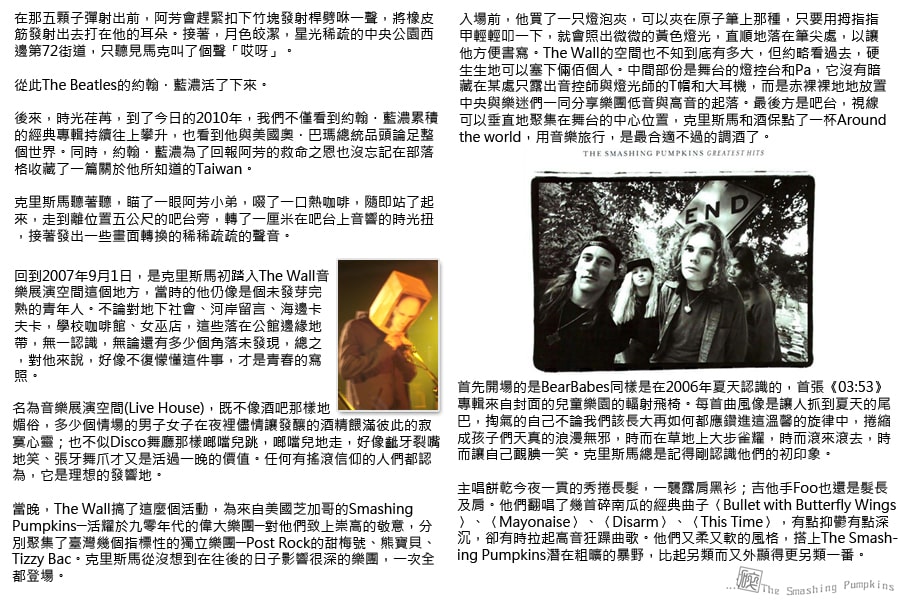 在那五顆子彈射出前，阿芳會趕緊扣下竹塊發射桿劈啉一聲，將橡皮
筋發射出去打在他的耳朵。接著，月色皎潔，星光稀疏的中央公園西
邊第72街道，只聽見馬克叫了個聲「哎呀」。
從此The Beatles的約翰．藍濃活了下來。
後來，時光荏苒，到了今日的2010年，我們不僅看到約翰．藍濃累積
的經典專輯持續往上攀升，也看到他與美國奧．巴瑪總統品頭論足整
個世界。同時，約翰．藍濃為了回報阿芳的救命之恩也沒忘記在部落
格收藏了一篇關於他所知道的Taiwan。
克里斯馬聽著聽，瞄了一眼阿芳小弟，啜了一口熱咖啡，隨即站了起
來，走到離位置五公尺的吧台旁，轉了一厘米在吧台上音響的時光扭
，接著發出一些畫面轉換的稀稀疏疏的聲音。
回到2007年9月1日，是克里斯馬初踏入The Wall音
樂展演空間這個地方，當時的他仍像是個未發芽完
熟的青年人。不論對地下社會、河岸留言、海邊卡
夫卡，學校咖啡館、女巫店，這些落在公館邊緣地
帶，無一認識，無論還有多少個角落未發現，總之
，對他來說，好像不復懞懂這件事，才是青春的寫
照。
名為音樂展演空間(Live House)，既不像酒吧那樣地
媚俗，多少個情場的男子女子在夜裡儘情讓發釀的酒精餵滿彼此的寂
寞心靈；也不似Disco舞廳那樣啷噹兒跳，啷噹兒地走，好像齜牙裂嘴
地笑、張牙舞爪才又是活過一晚的價值。任何有搖滾信仰的人們都認
為，它是理想的發響地。
當晚，The Wall搞了這麼個活動，為來自美國芝加哥的Smashing
Pumpkins─活耀於九零年代的偉大樂團─對他們致上崇高的敬意，分
別聚集了臺灣幾個指標性的獨立樂團─Post Rock的甜梅號、熊寶貝、
Tizzy Bac。克里斯馬從沒想到在往後的日子影響很深的樂團，一次全
都登場。
入場前，他買了一只燈泡夾，可以夾在原子筆上那種，只要用拇指指
甲輕輕叩一下，就會照出微微的黃色燈光，直順地落在筆尖處，以讓
他方便書寫。The Wall的空間也不知到底有多大，但約略看過去，硬
生生地可以塞下倆佰個人。中間部份是舞台的燈控台和Pa，它沒有暗
藏在某處只露出音控師與燈光師的T帽和大耳機，而是赤裸裸地地放置
中央與樂迷們一同分享樂團低音與高音的起落。最後方是吧台，視線
可以垂直地聚集在舞台的中心位置，克里斯馬和酒保點了一杯Around
the world，用音樂旅行，是最合適不過的調酒了。
THE SMASHING PUMPKINS GREATEST HITS
END
首先開場的是BearBabes同樣是在2006年夏天認識的，首張《03:53》
專輯來自封面的兒童樂園的輻射飛椅。每首曲風像是讓人抓到夏天的尾
巴，掏氣的自己不論我們該長大再如何都應鑽進這溫馨的旋律中，捲縮
成孩子們天真的浪漫無邪，時而在草地上大步雀耀，時而滾來滾去，時
而讓自己靦腆一笑。克里斯馬總是記得剛認識他們的初印象。
主唱餅乾今夜一貫的秀捲長髮，一襲露肩黑衫；吉他手Foo也還是髮長
及肩。他們翻唱了幾首碎南瓜的經典曲子〈Bullet with Butterfly Wings
〉、〈Mayonaise〉、〈Disarm〉、〈This Time〉，有點抑鬱有點深
沉，卻有時拉起高音狂躁曲歌。他們又柔又軟的風格，搭上The Smash-
ing Pumpkins潛在粗曠的暴野，比起另類而又外顯得更另類一番。
The Smashing Pumpkins